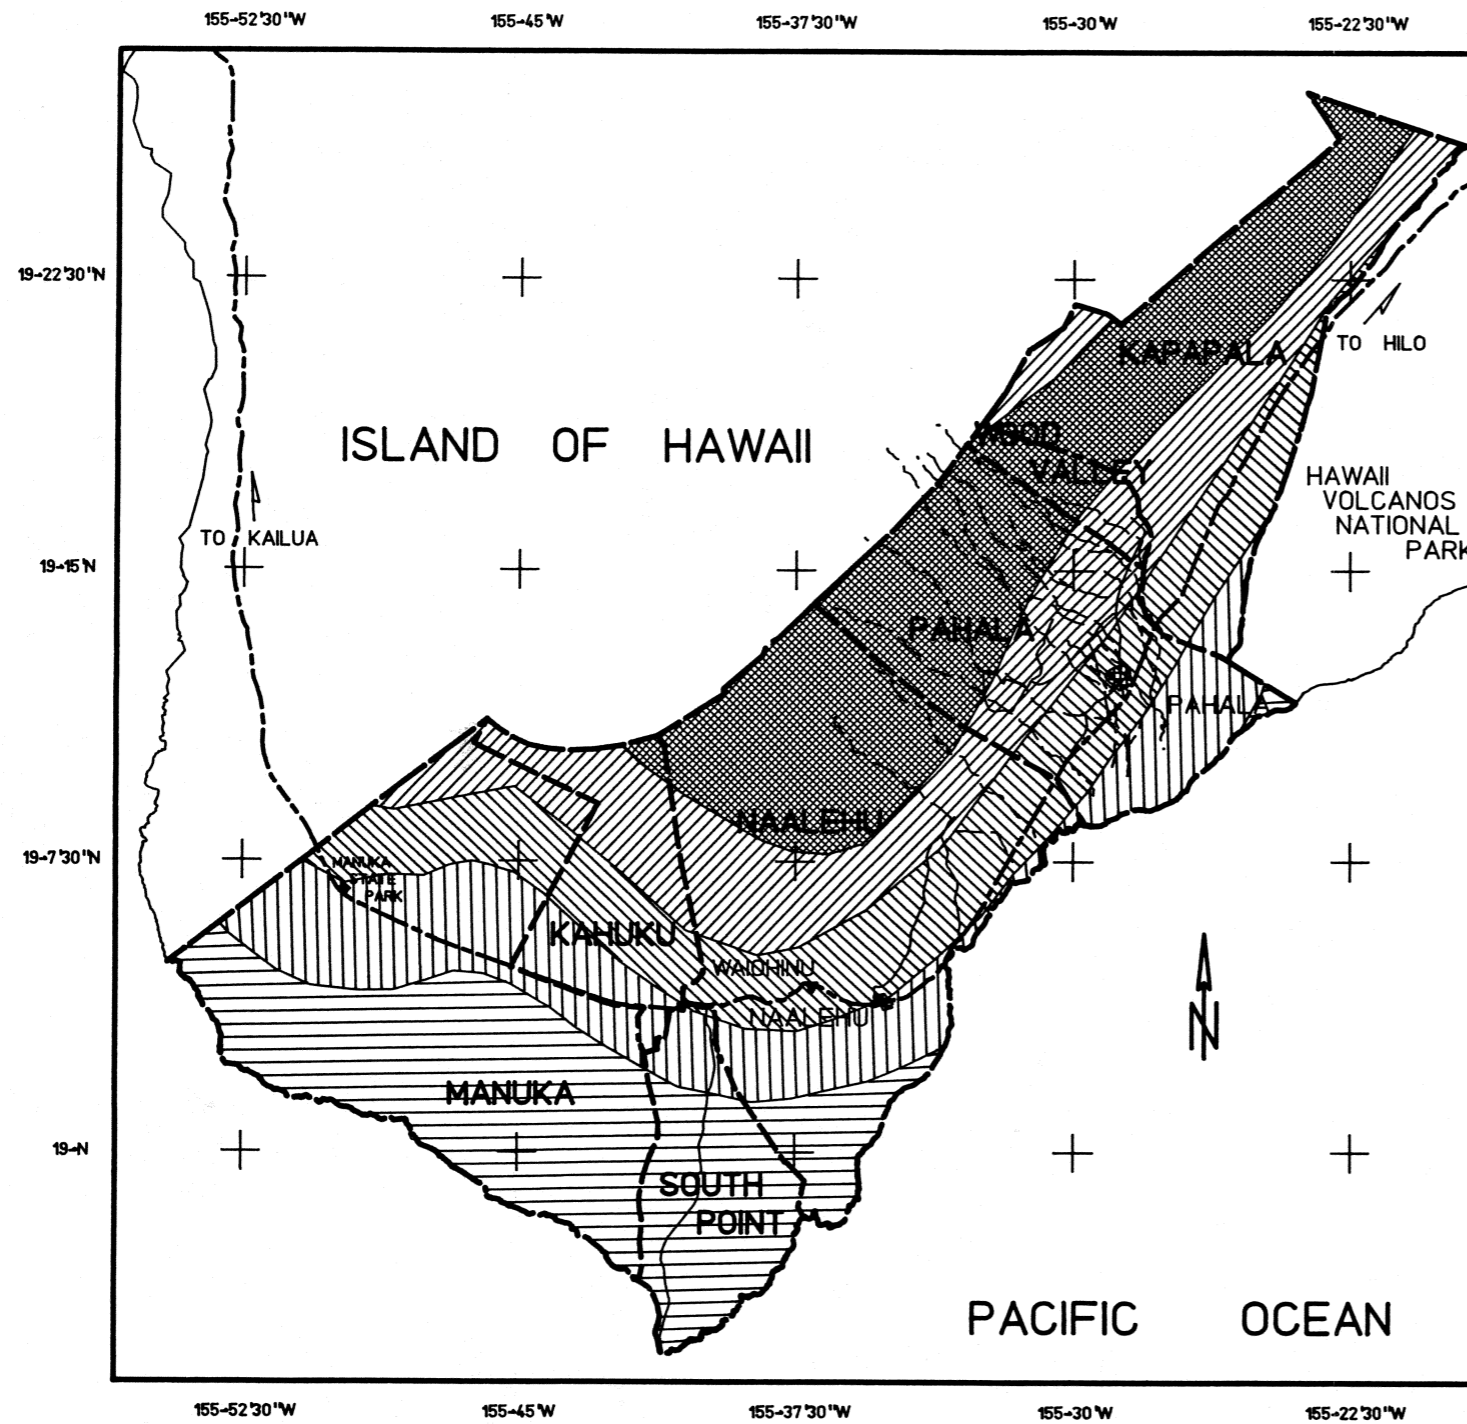 155-52'30"W 155-45'W 155-37'30"W 155-30'W 155-22'30"W
19-22'30"N
KAPAPALA
TO HILO
ISLAND OF HAWAII
WOOD
VALLEY
HAWAII
VOLCANOS
NATIONAL
PARK
TO KAILUA
19-15'N
PAHALA
PAHALA
NAALEHU
19-7'30"N
MANUKA
STATE
PARK
KAHUKU
WAIOHINU
NAALEHU
N
MANUKA
19-N
SOUTH
POINT
PACIFIC OCEAN
155-52'30"W 155-45'W 155-37'30"W 155-30'W 155-22'30"W